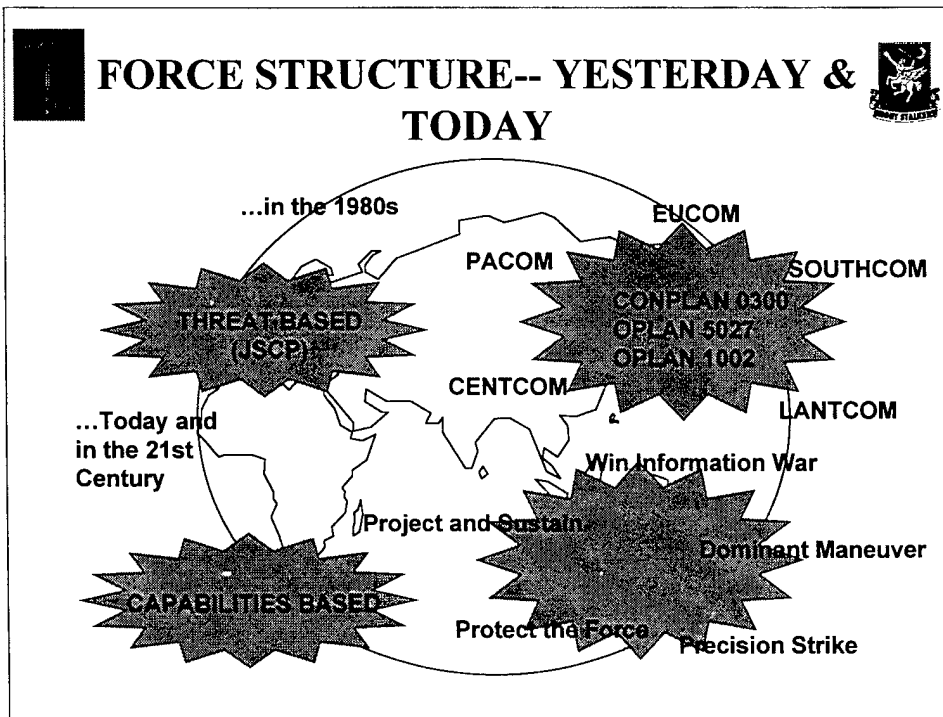 FORCE STRUCTURE-- YESTERDAY &
TODAY
...in the 1980s
EUCOM
PACOM
SOUTHCOM
THREAT BASED
(JSCP)
CONPLAN 0300
OPLAN 5027
OPLAN 1002
CENTCOM
LANTCOM
...Today and
in the 21st
Century
Win Information War
Project and Sustain
Dominant Maneuver
CAPABILITIES BASED
Protect the Force
Precision Strike